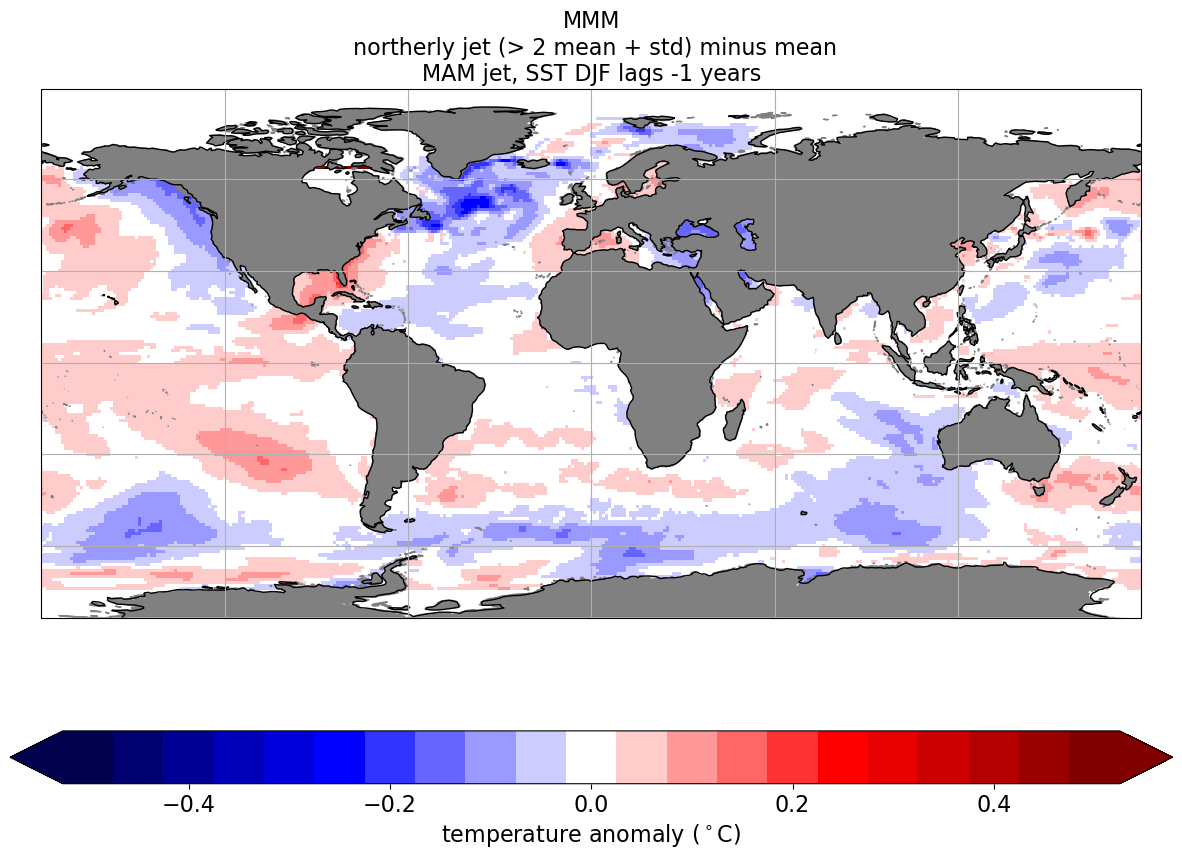 MMM
northerly jet (> 2 mean + std) minus mean
MAM jet, SST DJF lags -1 years
−0.4 −0.2 0.0 0.2 0.4
temperature anomaly (°C)